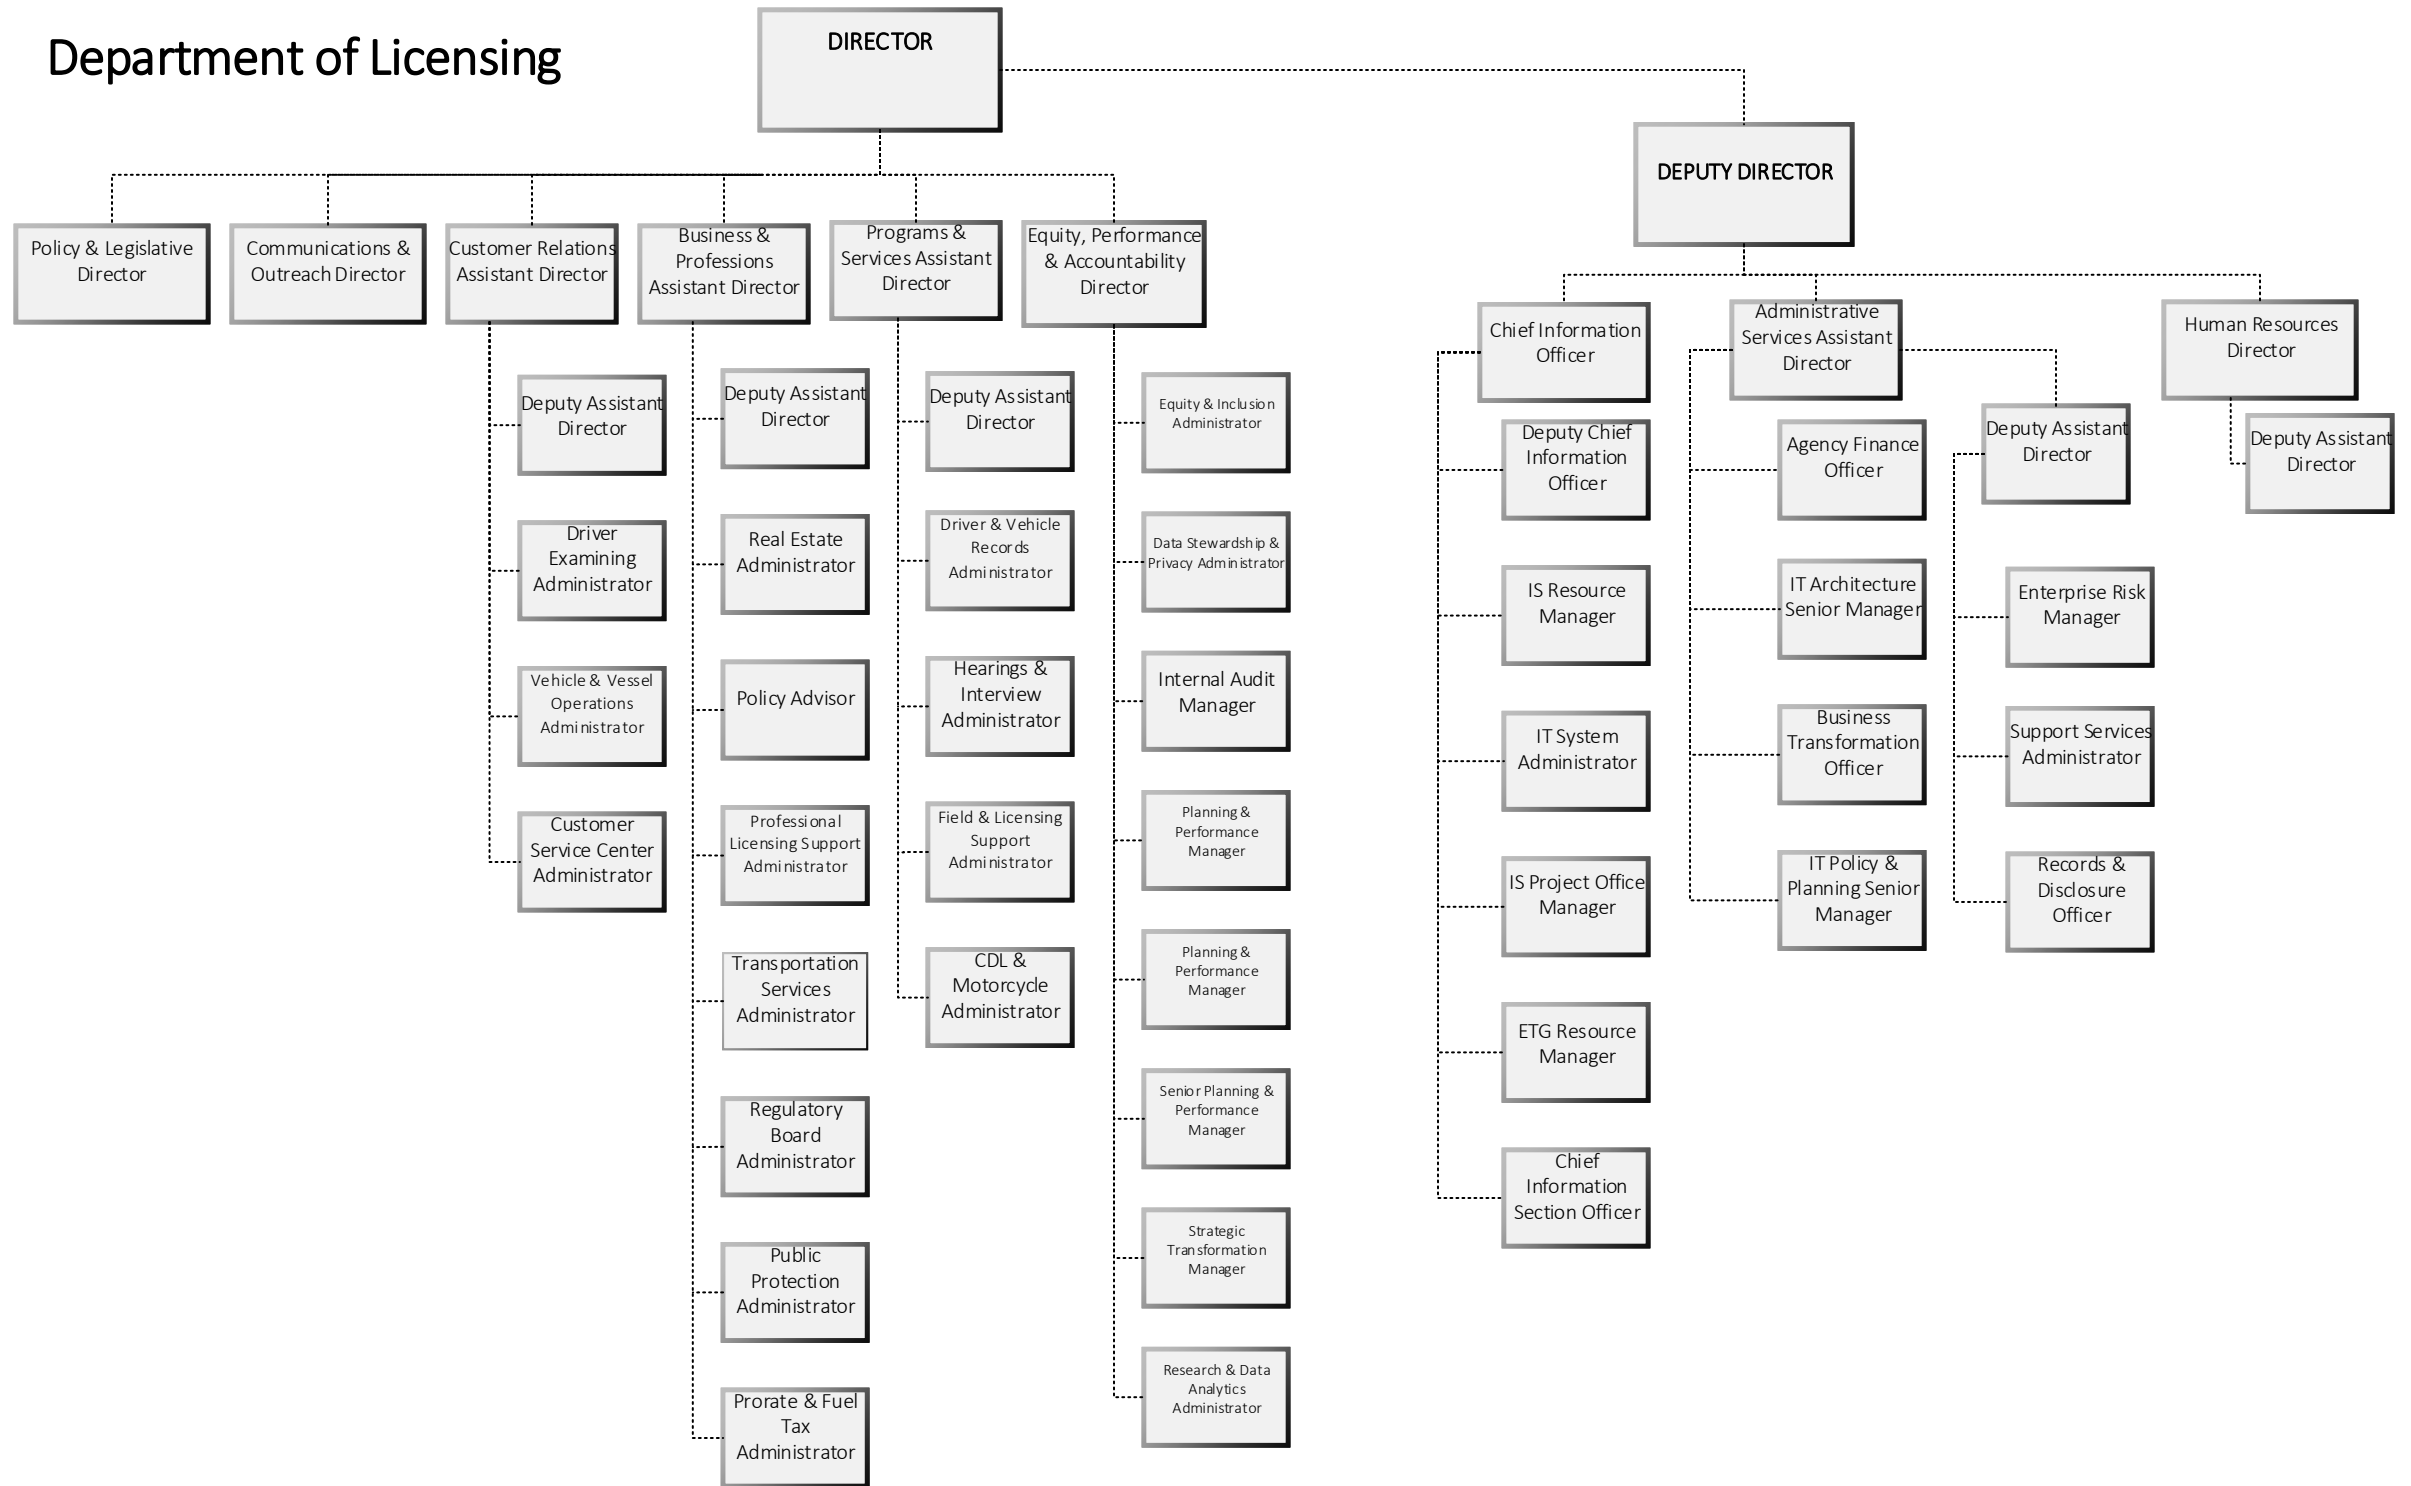 Department of Licensing
DIRECTOR
DEPUTY DIRECTOR
Policy & Legislative
Director
Communications &
Outreach Director
Customer Relations
Assistant Director
Business &
Professions
Assistant Director
Programs &
Services Assistant
Director
Equity, Performance
& Accountability
Director
Chief Information
Officer
Administrative
Services Assistant
Director
Human Resources
Director
Deputy Assistant
Director
Driver
Examining
Administrator
Vehicle & Vessel
Operations
Administrator
Customer
Service Center
Administrator
Deputy Assistant
Director
Real Estate
Administrator
Policy Advisor
Professional
Licensing Support
Administrator
Transportation
Services
Administrator
Regulatory
Board
Administrator
Public
Protection
Administrator
Prorate & Fuel
Tax
Administrator
Deputy Assistant
Director
Driver & Vehicle
Records
Administrator
Hearings &
Interview
Administrator
Field & Licensing
Support
Administrator
CDL &
Motorcycle
Administrator
Equity & Inclusion
Administrator
Data Stewardship &
Privacy Administrator
Internal Audit
Manager
Planning &
Performance
Manager
Planning &
Performance
Manager
Senior Planning &
Performance
Manager
Strategic
Transformation
Manager
Research & Data
Analytics
Administrator
Deputy Chief
Information
Officer
IS Resource
Manager
IT System
Administrator
IS Project Office
Manager
ETG Resource
Manager
Chief
Information
Section Officer
Agency Finance
Officer
IT Architecture
Senior Manager
Business
Transformation
Officer
IT Policy &
Planning Senior
Manager
Deputy Assistant
Director
Enterprise Risk
Manager
Support Services
Administrator
Records &
Disclosure
Officer
Deputy Assistant
Director